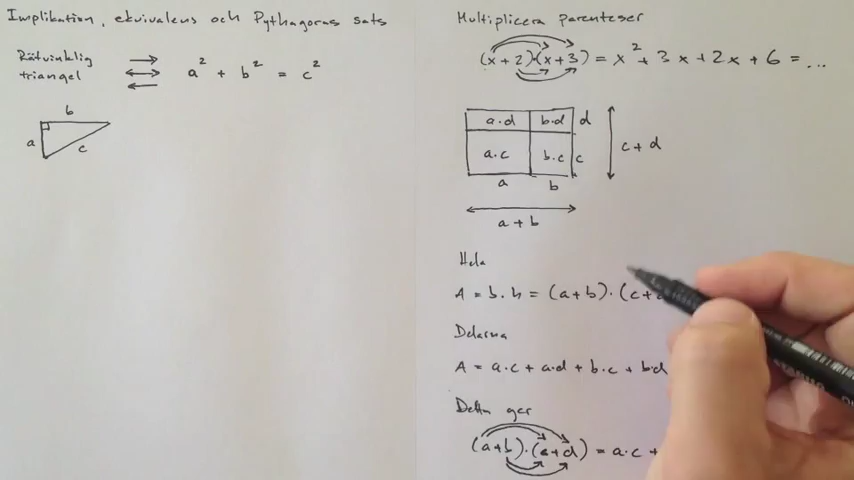 Implikation, ekvivalens och Pythagoras sats
Rätvinklig
triangel
→
↔
←
a² + b² = c²
b
a
c
Multiplicera parenteser
(x+2)·(x+3) = x² + 3x + 2x + 6 = ...
a·d
b·d
d
a·c
b·c
c
c+d
a
b
a+b
Hela
A = b·h = (a+b)·(c+
Delarna
A = a·c + a·d + b·c + b·d
Detta ger
(a+b)·(c+d) = a·c +